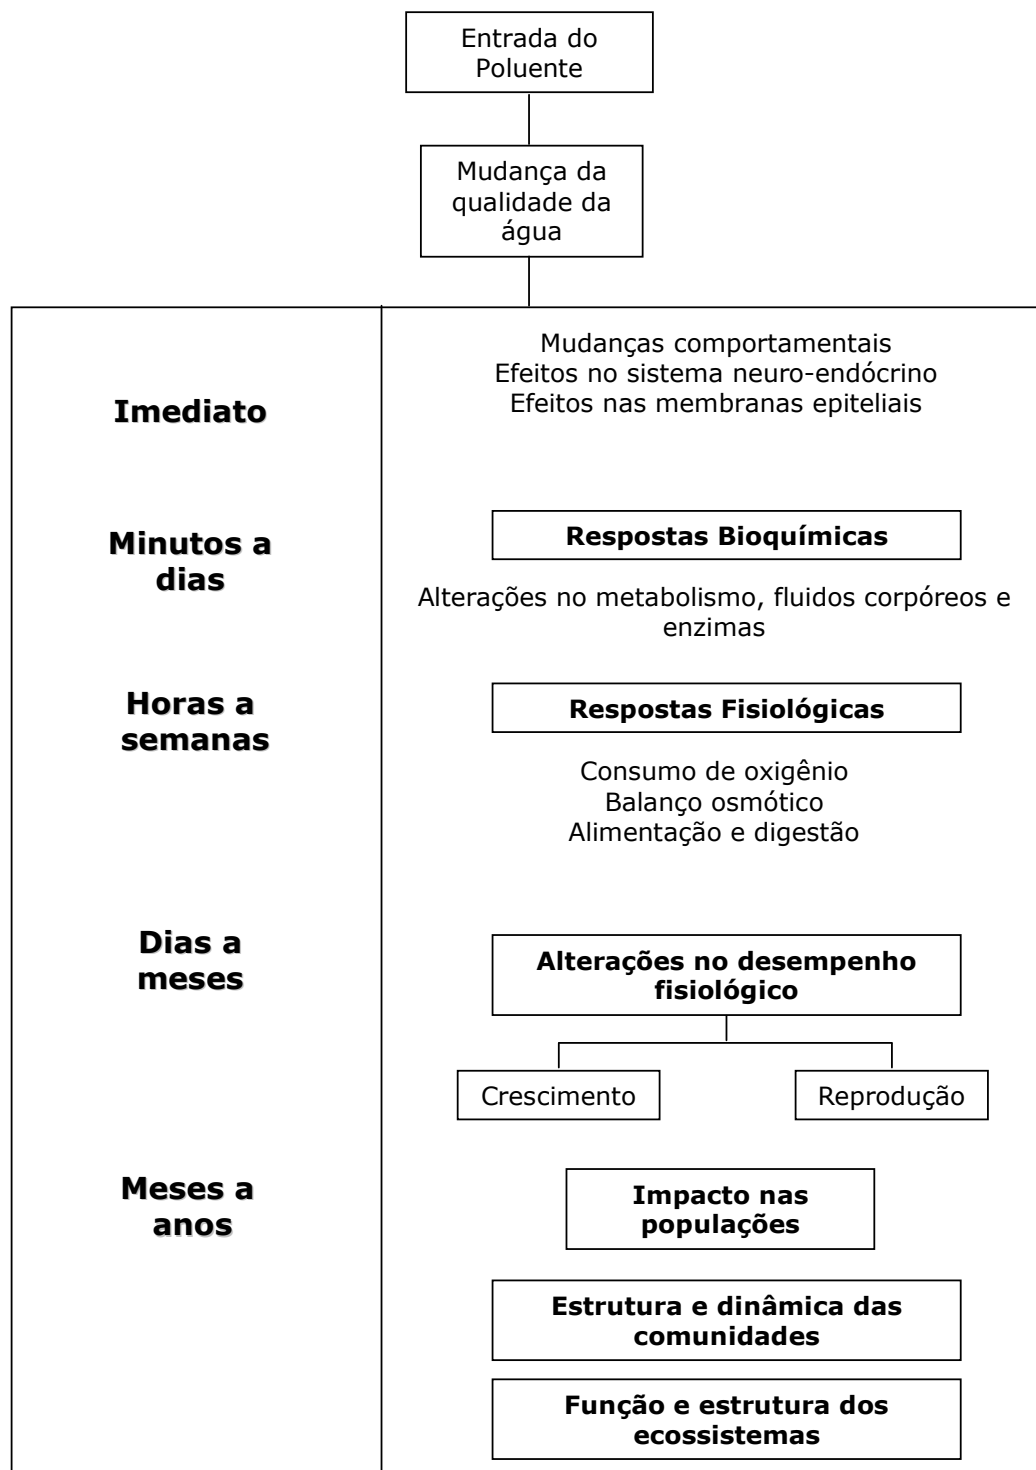 Entrada do
Poluente
Mudança da
qualidade da
água
Imediato
Mudanças comportamentais
Efeitos no sistema neuro-endócrino
Efeitos nas membranas epiteliais
Minutos a
dias
Respostas Bioquímicas
Alterações no metabolismo, fluidos corpóreos e
enzimas
Horas a
semanas
Respostas Fisiológicas
Consumo de oxigênio
Balanço osmótico
Alimentação e digestão
Dias a
meses
Alterações no desempenho
fisiológico
Crescimento
Reprodução
Meses a
anos
Impacto nas
populações
Estrutura e dinâmica das
comunidades
Função e estrutura dos
ecossistemas